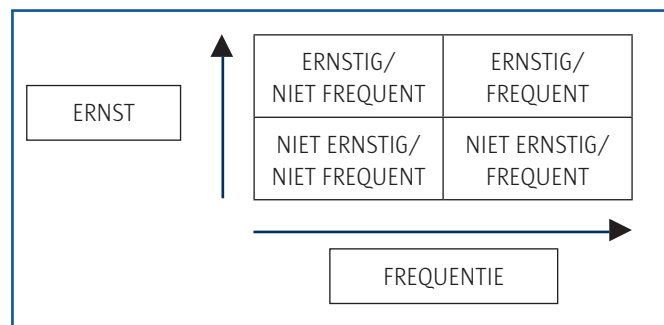 ERNST
ERNSTIG/
NIET FREQUENT
ERNSTIG/
FREQUENT
NIET ERNSTIG/
NIET FREQUENT
NIET ERNSTIG/
FREQUENT
FREQUENTIE